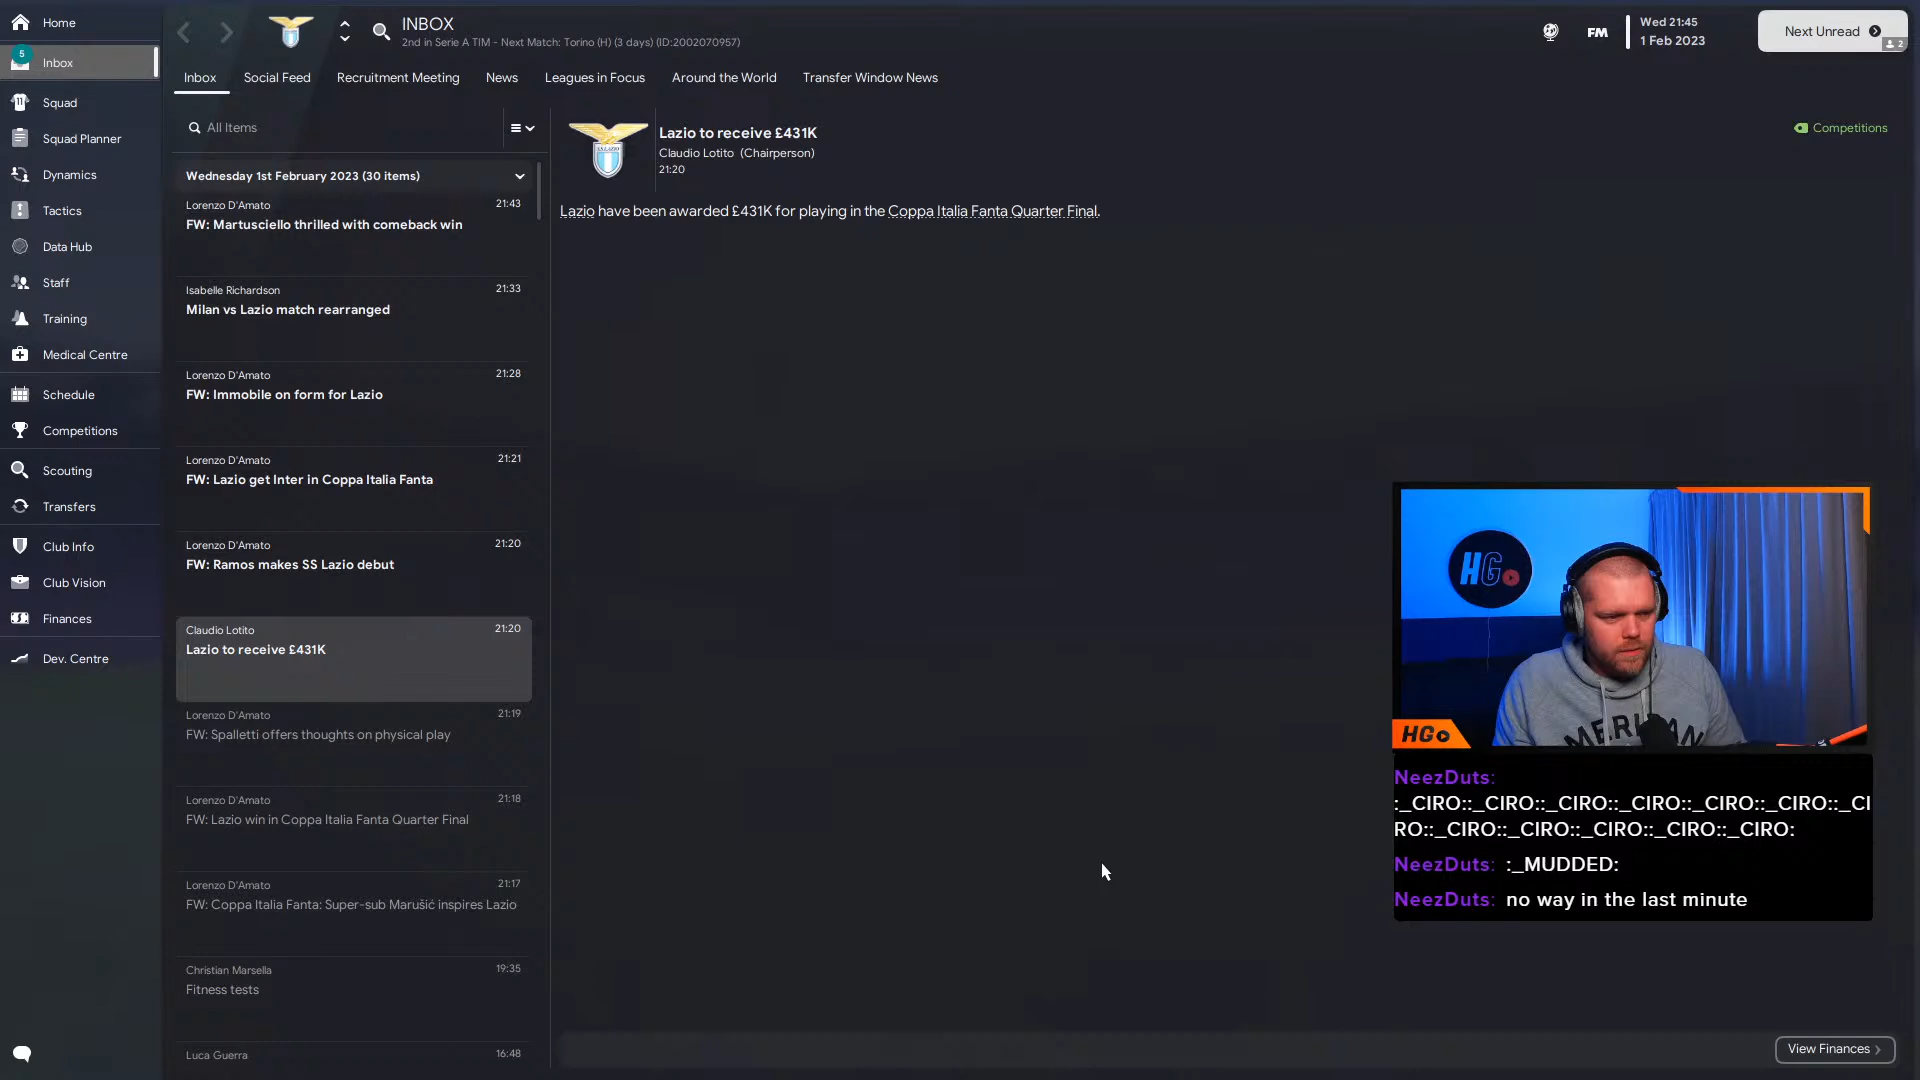 Home
5
Inbox
Squad
Squad Planner
Dynamics
Tactics
Data Hub
Staff
Training
Medical Centre
Schedule
Competitions
Scouting
Transfers
Club Info
Club Vision
Finances
Dev. Centre
INBOX
2nd in Serie A TIM - Next Match: Torino (H) (3 days) (ID:2002070957)
FM
Wed 21:45
1 Feb 2023
Next Unread
2
Inbox Social Feed Recruitment Meeting News Leagues in Focus Around the World Transfer Window News
All Items
Wednesday 1st February 2023 (30 items)
Lorenzo D'Amato 21:43
FW: Martusciello thrilled with comeback win
Isabelle Richardson 21:33
Milan vs Lazio match rearranged
Lorenzo D'Amato 21:28
FW: Immobile on form for Lazio
Lorenzo D'Amato 21:21
FW: Lazio get Inter in Coppa Italia Fanta
Lorenzo D'Amato 21:20
FW: Ramos makes SS Lazio debut
Claudio Lotito 21:20
Lazio to receive £431K
Lorenzo D'Amato 21:19
FW: Spalletti offers thoughts on physical play
Lorenzo D'Amato 21:18
FW: Lazio win in Coppa Italia Fanta Quarter Final
Lorenzo D'Amato 21:17
FW: Coppa Italia Fanta: Super-sub Marušić inspires Lazio
Christian Marsella 19:35
Fitness tests
Luca Guerra 16:48
Lazio to receive £431K
Claudio Lotito (Chairperson)
21:20
Competitions
Lazio have been awarded £431K for playing in the Coppa Italia Fanta Quarter Final.
HG
HG
NeezDuts:
:_CIRO::_CIRO::_CIRO::_CIRO::_CIRO::_CIRO::_CI
RO::_CIRO::_CIRO::_CIRO::_CIRO::_CIRO:
NeezDuts: :_MUDDED:
NeezDuts: no way in the last minute
View Finances